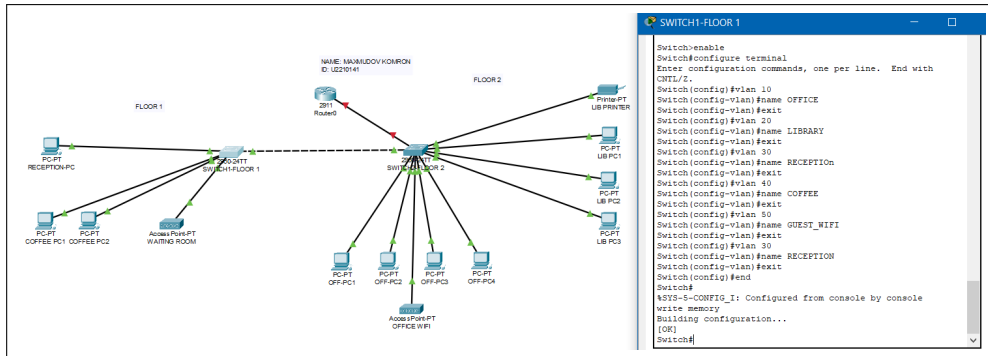 NAME: MAXMUDOV KOMRON
ID: U2210141
FLOOR 1
FLOOR 2
2911
Router0
Printer-PT
LIB PRINTER
PC-PT
RECEPTION-PC
2950-24TT
SWITCH1-FLOOR 1
SWITCH2-FLOOR 2
PC-PT
LIB PC1
PC-PT
LIB PC2
PC-PT
LIB PC3
PC-PT
COFFEE PC1
PC-PT
COFFEE PC2
Access Point-PT
WAITING ROOM
PC-PT
OFF-PC1
PC-PT
OFF-PC2
PC-PT
OFF-PC3
PC-PT
OFF-PC4
Access Point-PT
OFFICE WIFI
SWITCH1-FLOOR 1
Switch>enable
Switch#configure terminal
Enter configuration commands, one per line. End with
CNTL/Z.
Switch(config)#vlan 10
Switch(config-vlan)#name OFFICE
Switch(config-vlan)#exit
Switch(config)#vlan 20
Switch(config-vlan)#name LIBRARY
Switch(config-vlan)#exit
Switch(config)#vlan 30
Switch(config-vlan)#name RECEPTIOn
Switch(config-vlan)#exit
Switch(config)#vlan 40
Switch(config-vlan)#name COFFEE
Switch(config-vlan)#exit
Switch(config)#vlan 50
Switch(config-vlan)#name GUEST_WIFI
Switch(config-vlan)#exit
Switch(config)#vlan 30
Switch(config-vlan)#name RECEPTION
Switch(config-vlan)#exit
Switch(config)#end
Switch#
%SYS-5-CONFIG_I: Configured from console by console
write memory
Building configuration...
[OK]
Switch#